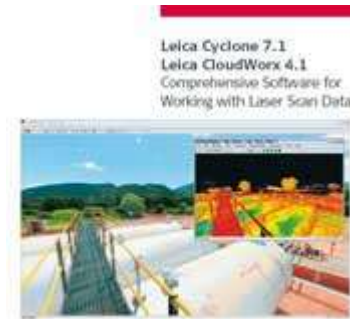 Leica Cyclone 7.1
Leica CloudWorx 4.1
Comprehensive Software for
Working with Laser Scan Data